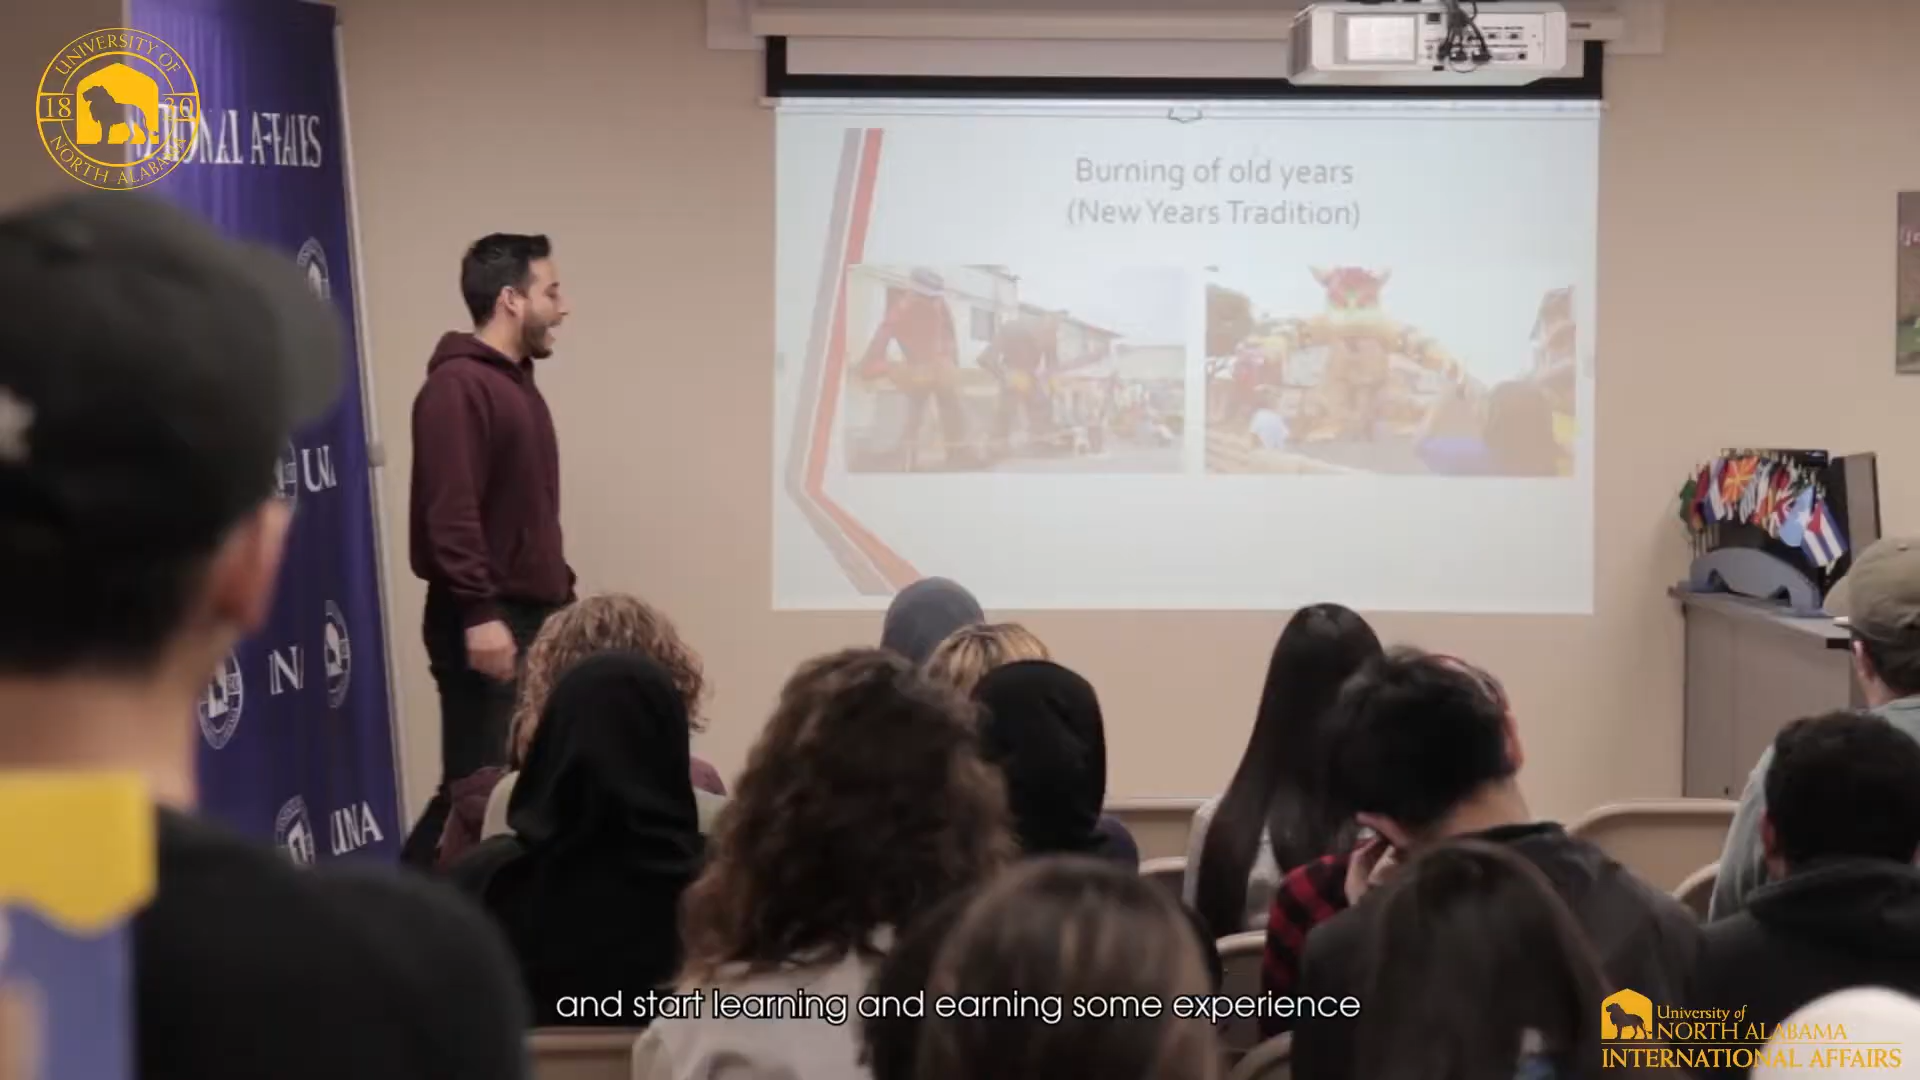 UNIVERSITY OF
18 20
NORTH ALABAMA
AFFAIRS
Burning of old years
(New Years Tradition)
UNA
UNA
and start learning and earning some experience
University of
NORTH ALABAMA
INTERNATIONAL AFFAIRS